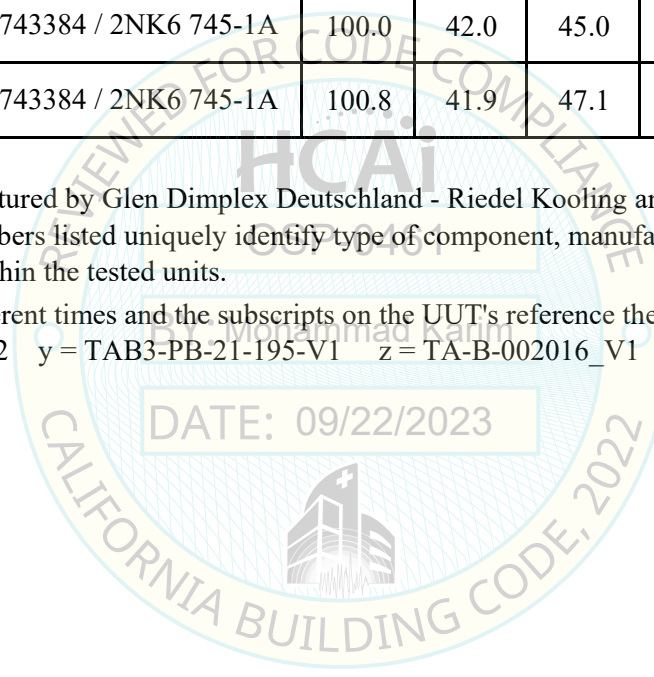 743384 / 2NK6 745-1A 100.0 42.0 45.0
743384 / 2NK6 745-1A 100.8 41.9 47.1
REVIEWED FOR CODE COMPLIANCE
HCAi
tured by Glen Dimplex Deutschland - Riedel Kooling an
OSP-0461
bers listed uniquely identify type of component, manufa
hin the tested units.
erent times and the subscripts on the UUT's reference the
BY: Mohammad Karim
2 y = TAB3-PB-21-195-V1 z = TA-B-002016_V1
DATE: 09/22/2023
CALIFORNIA BUILDING CODE, 2022